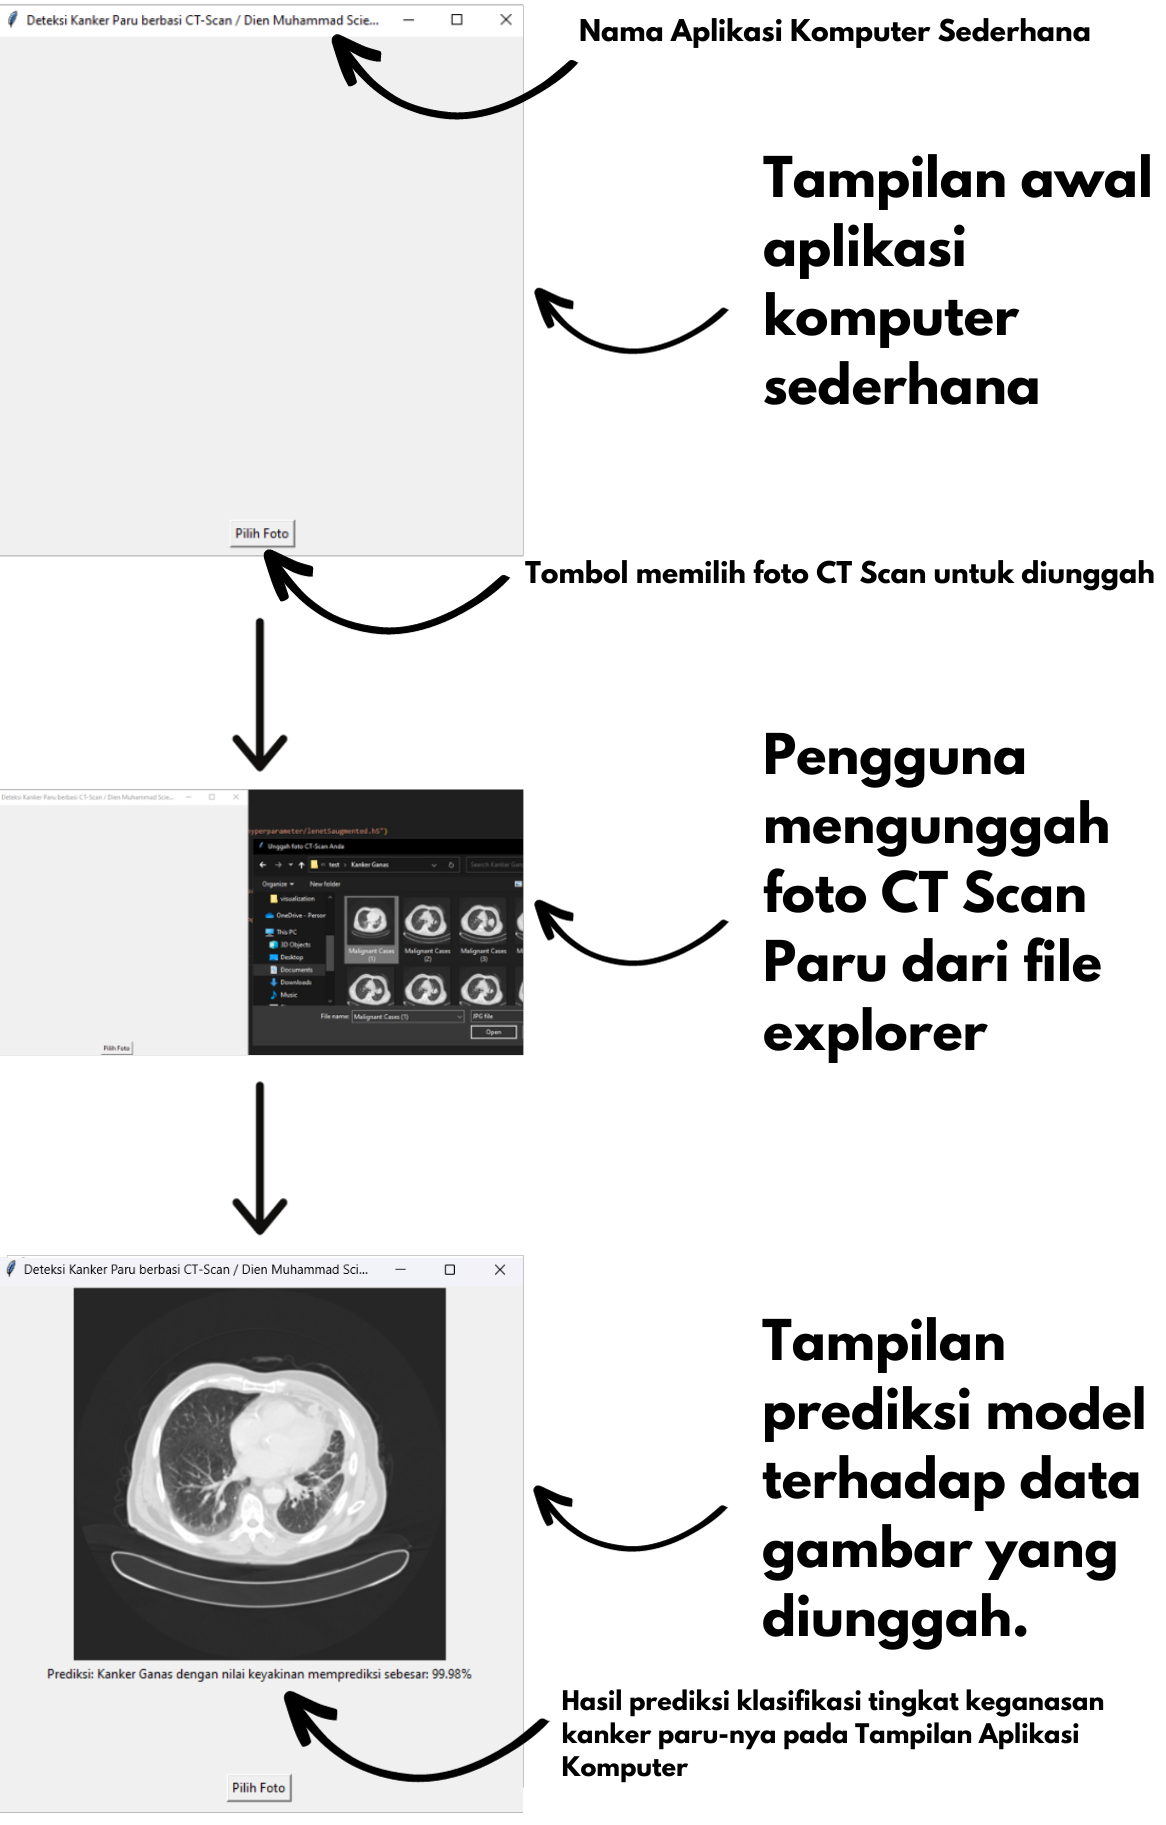 Deteksi Kanker Paru berbasi CT-Scan / Dien Muhammad Scie...
Nama Aplikasi Komputer Sederhana
Tampilan awal
aplikasi
komputer
sederhana
Pilih Foto
Tombol memilih foto CT Scan untuk diunggah
Pengguna
mengunggah
foto CT Scan
Paru dari file
explorer
Deteksi Kanker Paru berbasi CT-Scan / Dien Muhammad Scie...
yperparameter/lenet5augmented.h5")
Unggah foto CT-Scan Anda
test › Kanker Ganas
Search Kanker Gan
Organize
New folder
visualization
OneDrive - Person
This PC
3D Objects
Desktop
Documents
Downloads
Music
Malignant Cases
(1)
Malignant Cases
(2)
Malignant Cases
(3)
File name:
Malignant Cases (1)
JPG file
Open
Pilih Foto
Deteksi Kanker Paru berbasi CT-Scan / Dien Muhammad Sci...
Tampilan
prediksi model
terhadap data
gambar yang
diunggah.
Prediksi: Kanker Ganas dengan nilai keyakinan memprediksi sebesar: 99.98%
Hasil prediksi klasifikasi tingkat keganasan
kanker paru-nya pada Tampilan Aplikasi
Komputer
Pilih Foto